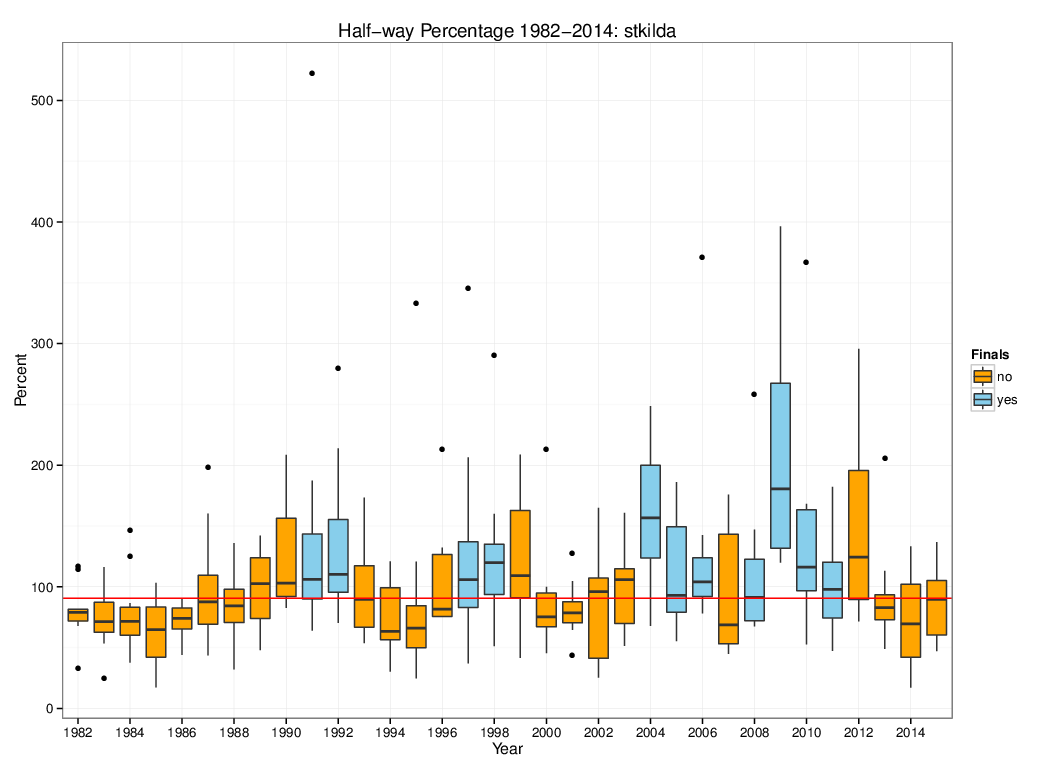 Half−way Percentage 1982−2014: stkilda
500
400
300
200
100
0
Percent
1982 1984 1986 1988 1990 1992 1994 1996 1998 2000 2002 2004 2006 2008 2010 2012 2014
Year
Finals
no
yes